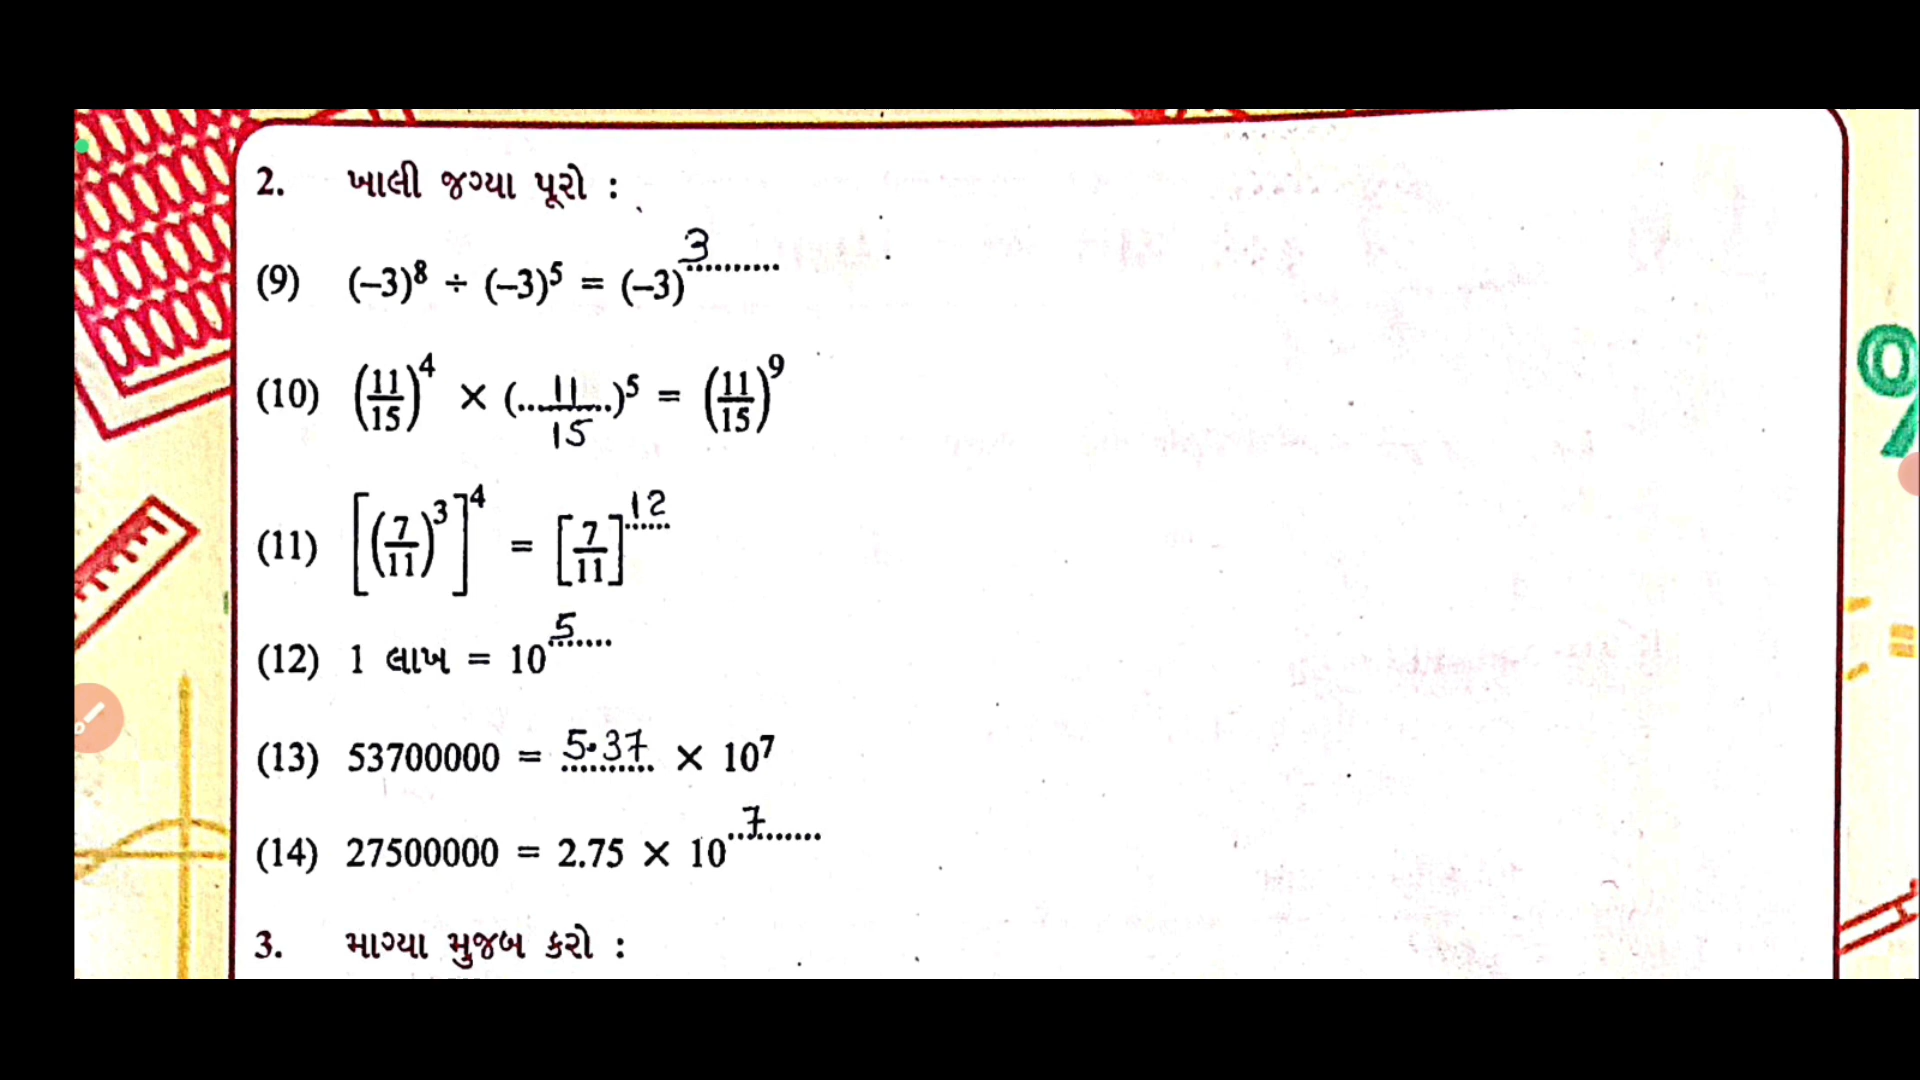 2. ખાલી જગ્યા પૂરો :
(9) (–3)⁸ ÷ (–3)⁵ = (–3)³
(10) (11/15)⁴ × (...11/15...)⁵ = (11/15)⁹
(11) [(7/11)³]⁴ = [7/11]¹²
(12) 1 લાખ = 10⁵
(13) 53700000 = 5.37 × 10⁷
(14) 27500000 = 2.75 × 10⁷
3. માગ્યા મુજબ કરો :